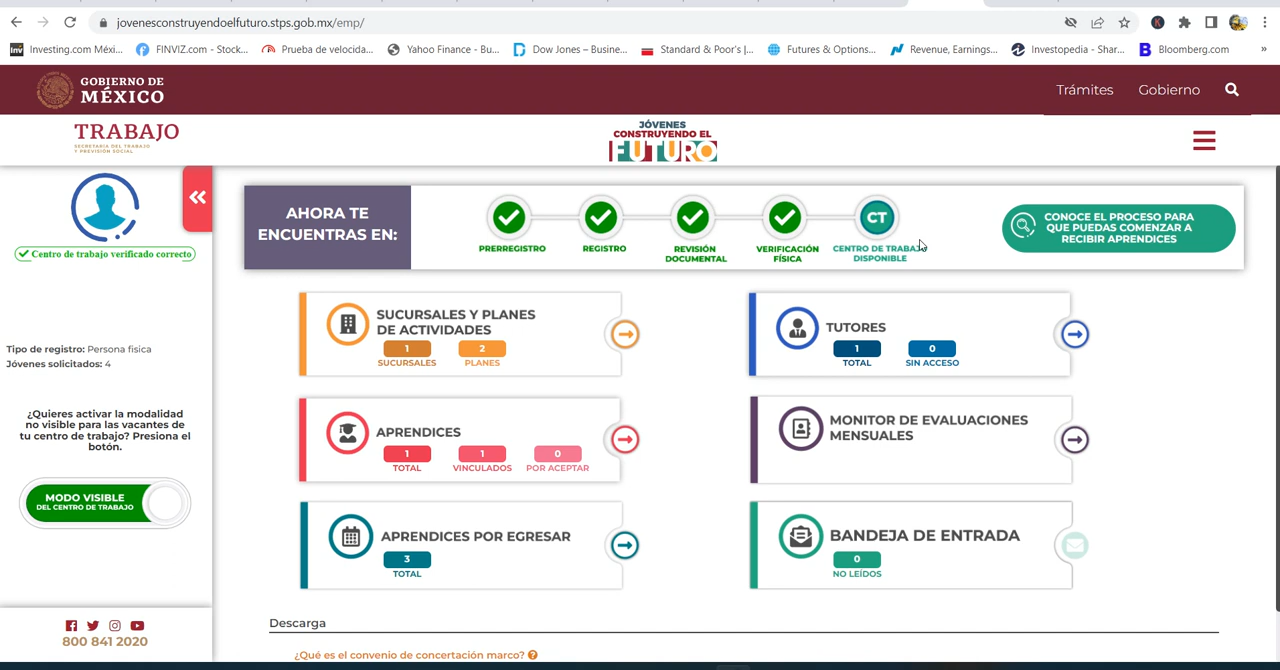 jovenesconstruyendoelfuturo.stps.gob.mx/emp/
K
Inv Investing.com Méxi... FINVIZ.com - Stock... Prueba de velocida... Yahoo Finance - Bu... Dow Jones – Busine... Standard & Poor's |... Futures & Options... Revenue, Earnings... Investopedia - Shar... B Bloomberg.com »
GOBIERNO DE
MÉXICO
Trámites Gobierno
TRABAJO
SECRETARÍA DEL TRABAJO
Y PREVISIÓN SOCIAL
JÓVENES
CONSTRUYENDO EL
FUTURO
Centro de trabajo verificado correcto
Tipo de registro: Persona física
Jóvenes solicitados: 4
¿Quieres activar la modalidad
no visible para las vacantes de
tu centro de trabajo? Presiona el
botón.
MODO VISIBLE
DEL CENTRO DE TRABAJO
800 841 2020
AHORA TE
ENCUENTRAS EN:
PRERREGISTRO
REGISTRO
REVISIÓN
DOCUMENTAL
VERIFICACIÓN
FÍSICA
CT
CENTRO DE TRABAJO
DISPONIBLE
CONOCE EL PROCESO PARA
QUE PUEDAS COMENZAR A
RECIBIR APRENDICES
SUCURSALES Y PLANES
DE ACTIVIDADES
1 2
SUCURSALES PLANES
TUTORES
1 0
TOTAL SIN ACCESO
APRENDICES
1 1 0
TOTAL VINCULADOS POR ACEPTAR
MONITOR DE EVALUACIONES
MENSUALES
APRENDICES POR EGRESAR
3
TOTAL
BANDEJA DE ENTRADA
0
NO LEÍDOS
Descarga
¿Qué es el convenio de concertación marco?